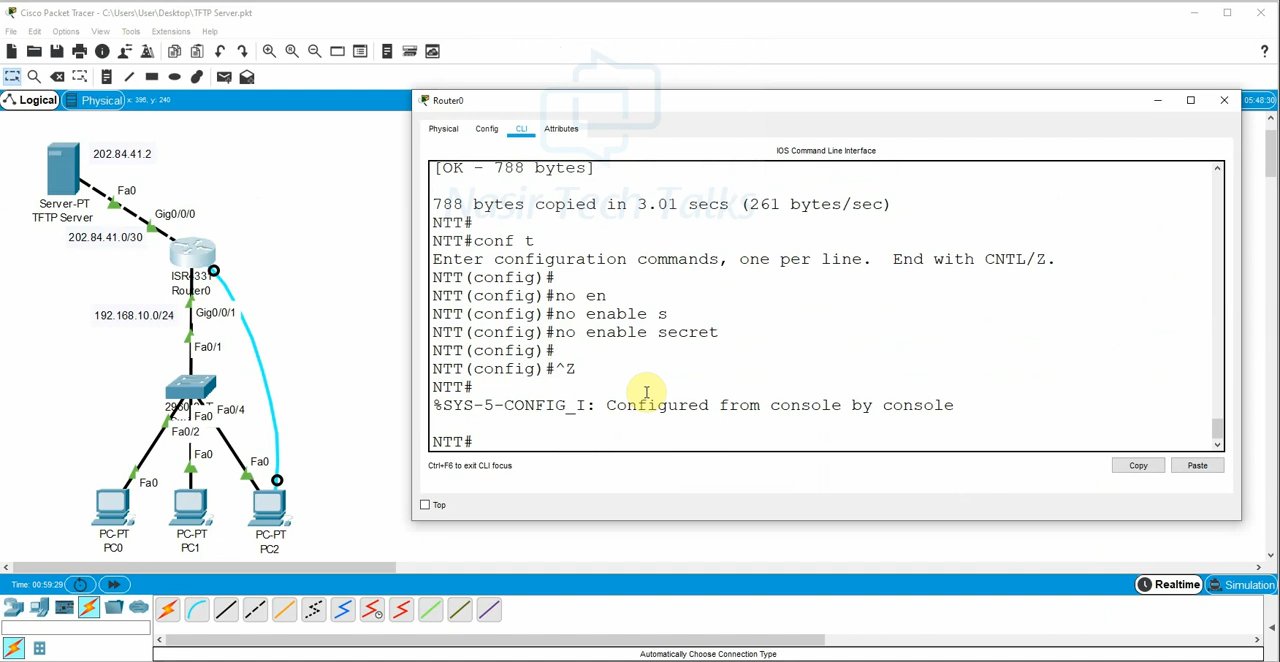 Cisco Packet Tracer - C:\Users\User\Desktop\TFTP Server.pkt
File Edit Options View Tools Extensions Help
?
Logical Physical x: 396, y: 240
05:48:30
202.84.41.2
Server-PT
TFTP Server
Fa0
Gig0/0/0
202.84.41.0/30
Router0
192.168.10.0/24
Gig0/0/1
Fa0/1
Fa0
Fa0/4
Fa0/2
Fa0
Fa0
Fa0
PC-PT
PC0
PC-PT
PC1
PC-PT
PC2
Router0
Physical Config CLI Attributes
IOS Command Line Interface
[OK - 788 bytes]
Nasir Tech Talks
788 bytes copied in 3.01 secs (261 bytes/sec)
NTT#
NTT#conf t
Enter configuration commands, one per line.  End with CNTL/Z.
NTT(config)#
NTT(config)#no en
NTT(config)#no enable s
NTT(config)#no enable secret
NTT(config)#
NTT(config)#^Z
NTT#
%SYS-5-CONFIG_I: Configured from console by console
NTT#
Ctrl+F6 to exit CLI focus
Copy Paste
Top
Time: 00:59:29
Realtime Simulation
Automatically Choose Connection Type